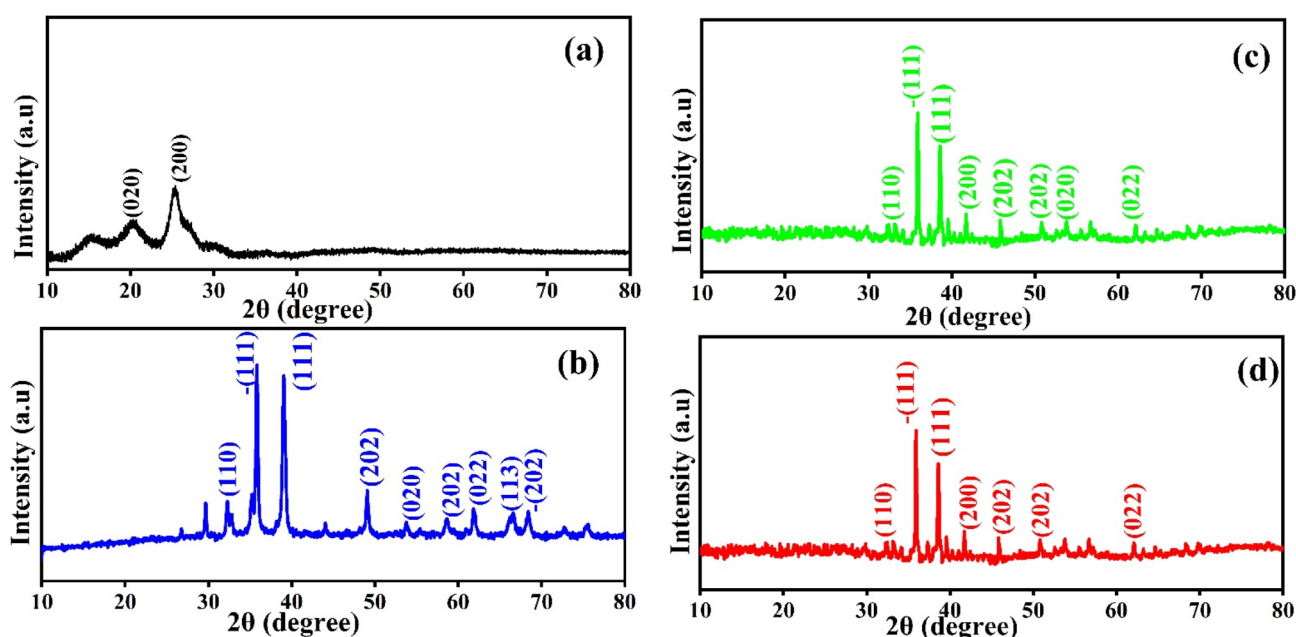 (a)
Intensity (a.u)
(020)
(200)
10 20 30 40 50 60 70 80
2θ (degree)
(b)
Intensity (a.u)
(110)
-(111)
(111)
(202)
(020)
(202)
(022)
(113)
-(202)
10 20 30 40 50 60 70 80
2θ (degree)
(c)
Intensity (a.u)
(110)
-(111)
(111)
(200)
(202)
(202)
(020)
(022)
10 20 30 40 50 60 70 80
2θ (degree)
(d)
Intensity (a.u)
(110)
-(111)
(111)
(200)
(202)
(202)
(022)
10 20 30 40 50 60 70 80
2θ (degree)